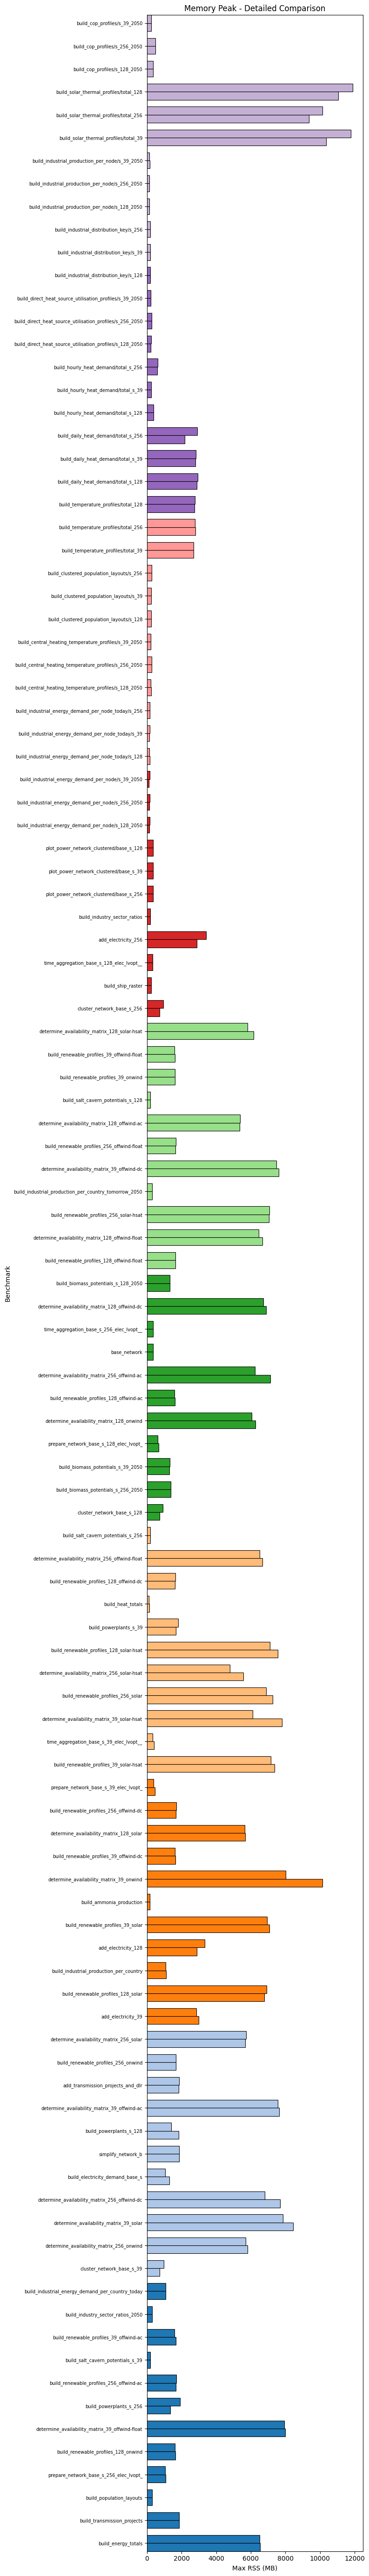 Memory Peak - Detailed Comparison
build_cop_profiles/s_39_2050
build_cop_profiles/s_256_2050
build_cop_profiles/s_128_2050
build_solar_thermal_profiles/total_128
build_solar_thermal_profiles/total_256
build_solar_thermal_profiles/total_39
build_industrial_production_per_node/s_39_2050
build_industrial_production_per_node/s_256_2050
build_industrial_production_per_node/s_128_2050
build_industrial_distribution_key/s_256
build_industrial_distribution_key/s_39
build_industrial_distribution_key/s_128
build_direct_heat_source_utilisation_profiles/s_39_2050
build_direct_heat_source_utilisation_profiles/s_256_2050
build_direct_heat_source_utilisation_profiles/s_128_2050
build_hourly_heat_demand/total_s_256
build_hourly_heat_demand/total_s_39
build_hourly_heat_demand/total_s_128
build_daily_heat_demand/total_s_256
build_daily_heat_demand/total_s_39
build_daily_heat_demand/total_s_128
build_temperature_profiles/total_128
build_temperature_profiles/total_256
build_temperature_profiles/total_39
build_clustered_population_layouts/s_256
build_clustered_population_layouts/s_39
build_clustered_population_layouts/s_128
build_central_heating_temperature_profiles/s_39_2050
build_central_heating_temperature_profiles/s_256_2050
build_central_heating_temperature_profiles/s_128_2050
build_industrial_energy_demand_per_node_today/s_256
build_industrial_energy_demand_per_node_today/s_39
build_industrial_energy_demand_per_node_today/s_128
build_industrial_energy_demand_per_node/s_39_2050
build_industrial_energy_demand_per_node/s_256_2050
build_industrial_energy_demand_per_node/s_128_2050
plot_power_network_clustered/base_s_128
plot_power_network_clustered/base_s_39
plot_power_network_clustered/base_s_256
build_industry_sector_ratios
add_electricity_256
time_aggregation_base_s_128_elec_lvopt__
build_ship_raster
cluster_network_base_s_256
determine_availability_matrix_128_solar-hsat
build_renewable_profiles_39_offwind-float
build_renewable_profiles_39_onwind
build_salt_cavern_potentials_s_128
determine_availability_matrix_128_offwind-ac
build_renewable_profiles_256_offwind-float
determine_availability_matrix_39_offwind-dc
build_industrial_production_per_country_tomorrow_2050
build_renewable_profiles_256_solar-hsat
determine_availability_matrix_128_offwind-float
build_renewable_profiles_128_offwind-float
build_biomass_potentials_s_128_2050
determine_availability_matrix_128_offwind-dc
time_aggregation_base_s_256_elec_lvopt__
base_network
determine_availability_matrix_256_offwind-ac
build_renewable_profiles_128_offwind-ac
determine_availability_matrix_128_onwind
prepare_network_base_s_128_elec_lvopt_
build_biomass_potentials_s_39_2050
build_biomass_potentials_s_256_2050
cluster_network_base_s_128
build_salt_cavern_potentials_s_256
determine_availability_matrix_256_offwind-float
build_renewable_profiles_128_offwind-dc
build_heat_totals
build_powerplants_s_39
build_renewable_profiles_128_solar-hsat
determine_availability_matrix_256_solar-hsat
build_renewable_profiles_256_solar
determine_availability_matrix_39_solar-hsat
time_aggregation_base_s_39_elec_lvopt__
build_renewable_profiles_39_solar-hsat
prepare_network_base_s_39_elec_lvopt_
build_renewable_profiles_256_offwind-dc
determine_availability_matrix_128_solar
build_renewable_profiles_39_offwind-dc
determine_availability_matrix_39_onwind
build_ammonia_production
build_renewable_profiles_39_solar
add_electricity_128
build_industrial_production_per_country
build_renewable_profiles_128_solar
add_electricity_39
determine_availability_matrix_256_solar
build_renewable_profiles_256_onwind
add_transmission_projects_and_dlr
determine_availability_matrix_39_offwind-ac
build_powerplants_s_128
simplify_network_b
build_electricity_demand_base_s
determine_availability_matrix_256_offwind-dc
determine_availability_matrix_39_solar
determine_availability_matrix_256_onwind
cluster_network_base_s_39
build_industrial_energy_demand_per_country_today
build_industry_sector_ratios_2050
build_renewable_profiles_39_offwind-ac
build_salt_cavern_potentials_s_39
build_renewable_profiles_256_offwind-ac
build_powerplants_s_256
determine_availability_matrix_39_offwind-float
build_renewable_profiles_128_onwind
prepare_network_base_s_256_elec_lvopt_
build_population_layouts
build_transmission_projects
build_energy_totals
Benchmark
0 2000 4000 6000 8000 10000 12000
Max RSS (MB)